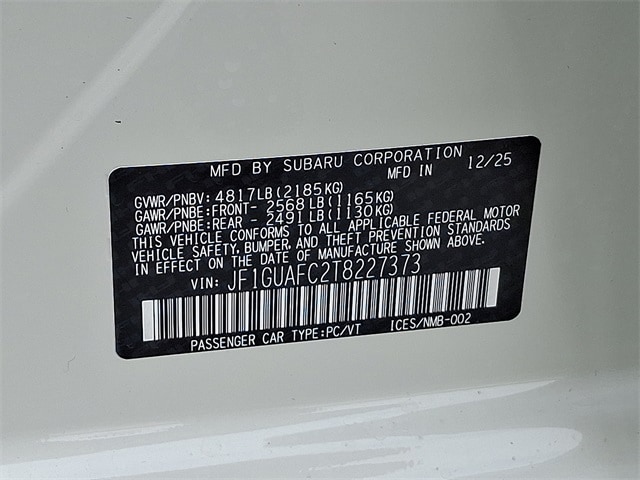 MFD BY SUBARU CORPORATION
MFD IN 12/25
GVWR/PNBV: 4817LB(2185KG)
GAWR/PNBE:FRONT- 2568 LB(1165KG)
GAWR/PNBE:REAR - 2491 LB(1130KG)
THIS VEHICLE CONFORMS TO ALL APPLICABLE FEDERAL MOTOR
VEHICLE SAFETY, BUMPER, AND THEFT PREVENTION STANDARDS
IN EFFECT ON THE DATE OF MANUFACTURE SHOWN ABOVE.
VIN: JF1GUAFC2T8227373
PASSENGER CAR TYPE:PC/VT ICES/NMB-002